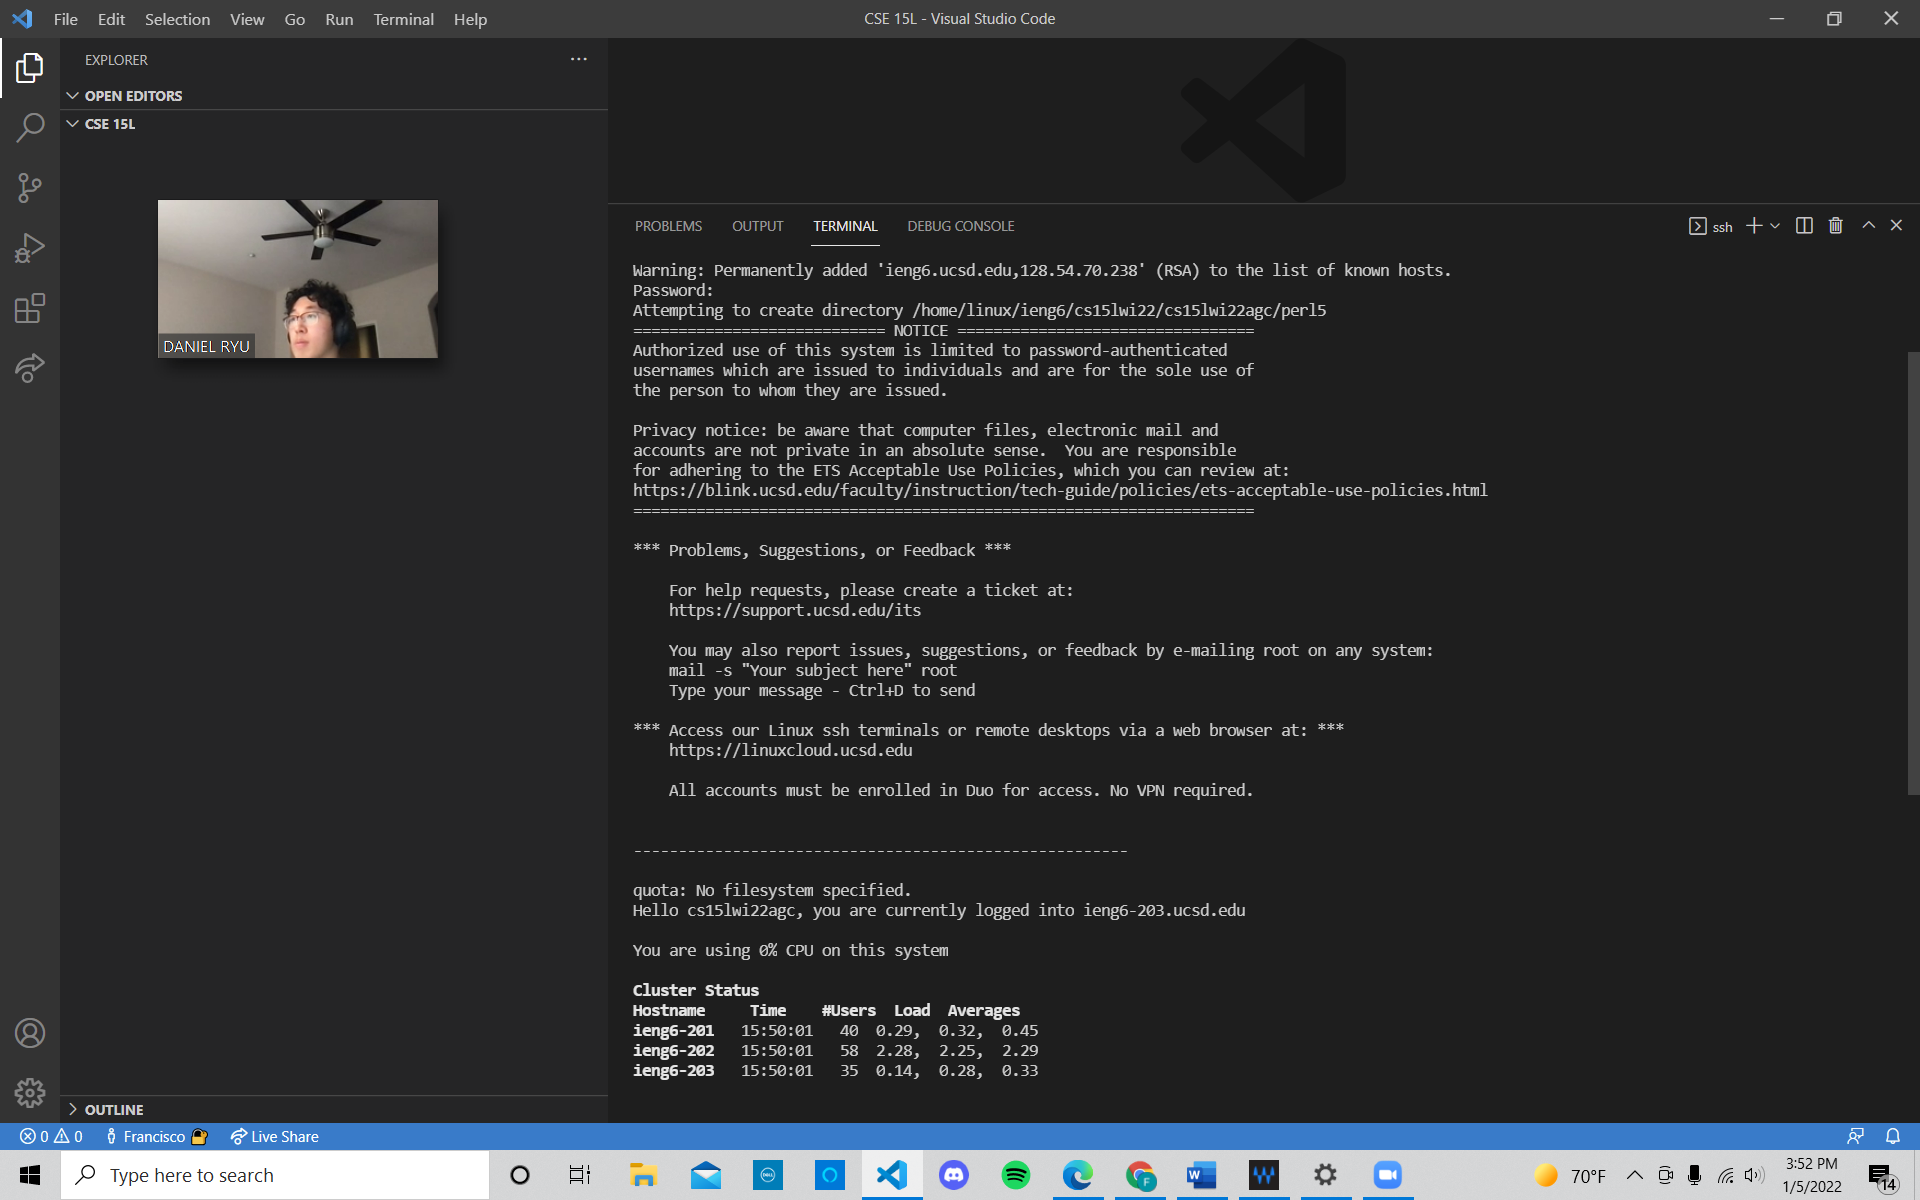 File Edit Selection View Go Run Terminal Help
CSE 15L - Visual Studio Code
EXPLORER
OPEN EDITORS
CSE 15L
DANIEL RYU
OUTLINE
PROBLEMS OUTPUT TERMINAL DEBUG CONSOLE
ssh
Warning: Permanently added 'ieng6.ucsd.edu,128.54.70.238' (RSA) to the list of known hosts.
Password:
Attempting to create directory /home/linux/ieng6/cs15lwi22/cs15lwi22agc/perl5
============================ NOTICE =================================
Authorized use of this system is limited to password-authenticated
usernames which are issued to individuals and are for the sole use of
the person to whom they are issued.
Privacy notice: be aware that computer files, electronic mail and
accounts are not private in an absolute sense.  You are responsible
for adhering to the ETS Acceptable Use Policies, which you can review at:
https://blink.ucsd.edu/faculty/instruction/tech-guide/policies/ets-acceptable-use-policies.html
=====================================================================
*** Problems, Suggestions, or Feedback ***
For help requests, please create a ticket at:
https://support.ucsd.edu/its
You may also report issues, suggestions, or feedback by e-mailing root on any system:
mail -s "Your subject here" root
Type your message - Ctrl+D to send
*** Access our Linux ssh terminals or remote desktops via a web browser at: ***
https://linuxcloud.ucsd.edu
All accounts must be enrolled in Duo for access. No VPN required.
-------------------------------------------------------
quota: No filesystem specified.
Hello cs15lwi22agc, you are currently logged into ieng6-203.ucsd.edu
You are using 0% CPU on this system
Cluster Status
Hostname     Time    #Users  Load  Averages
ieng6-201   15:50:01   40  0.29,  0.32,  0.45
ieng6-202   15:50:01   58  2.28,  2.25,  2.29
ieng6-203   15:50:01   35  0.14,  0.28,  0.33
0 0 Francisco Live Share
Type here to search
DELL
F
W
70°F
3:52 PM
1/5/2022
14